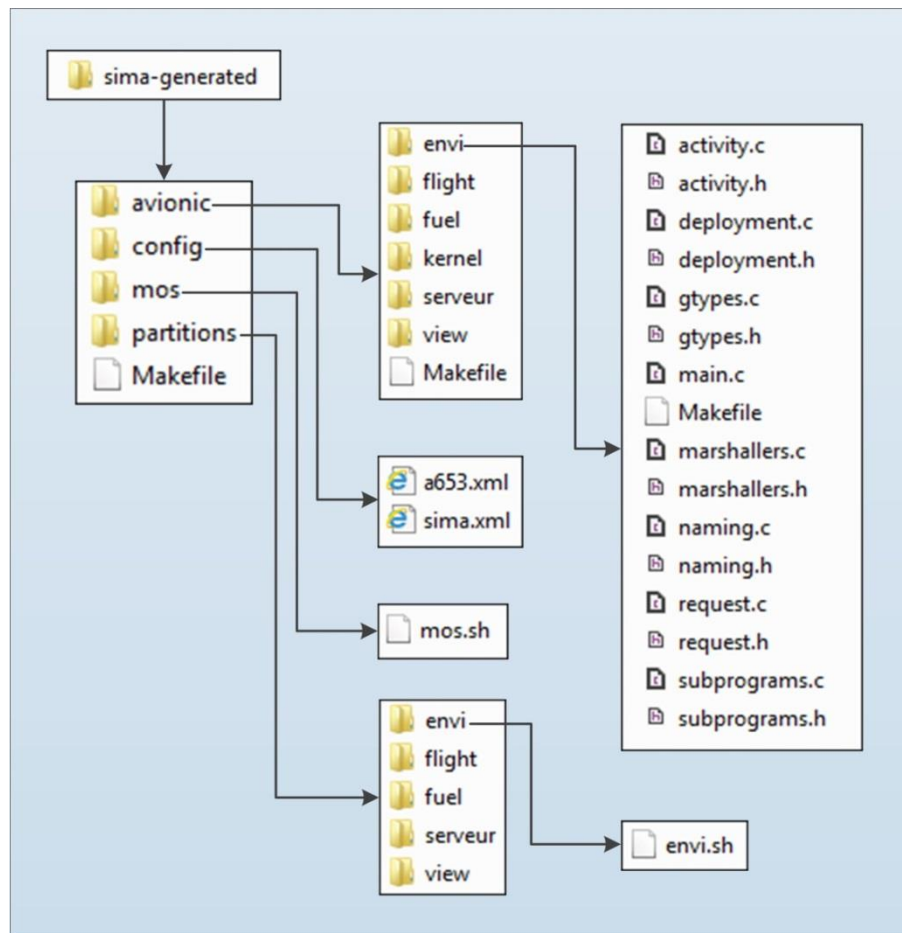 sima-generated
avionic
config
mos
partitions
Makefile
envi
flight
fuel
kernel
serveur
view
Makefile
a653.xml
sima.xml
mos.sh
envi
flight
fuel
serveur
view
activity.c
activity.h
deployment.c
deployment.h
gtypes.c
gtypes.h
main.c
Makefile
marshallers.c
marshallers.h
naming.c
naming.h
request.c
request.h
subprograms.c
subprograms.h
envi.sh